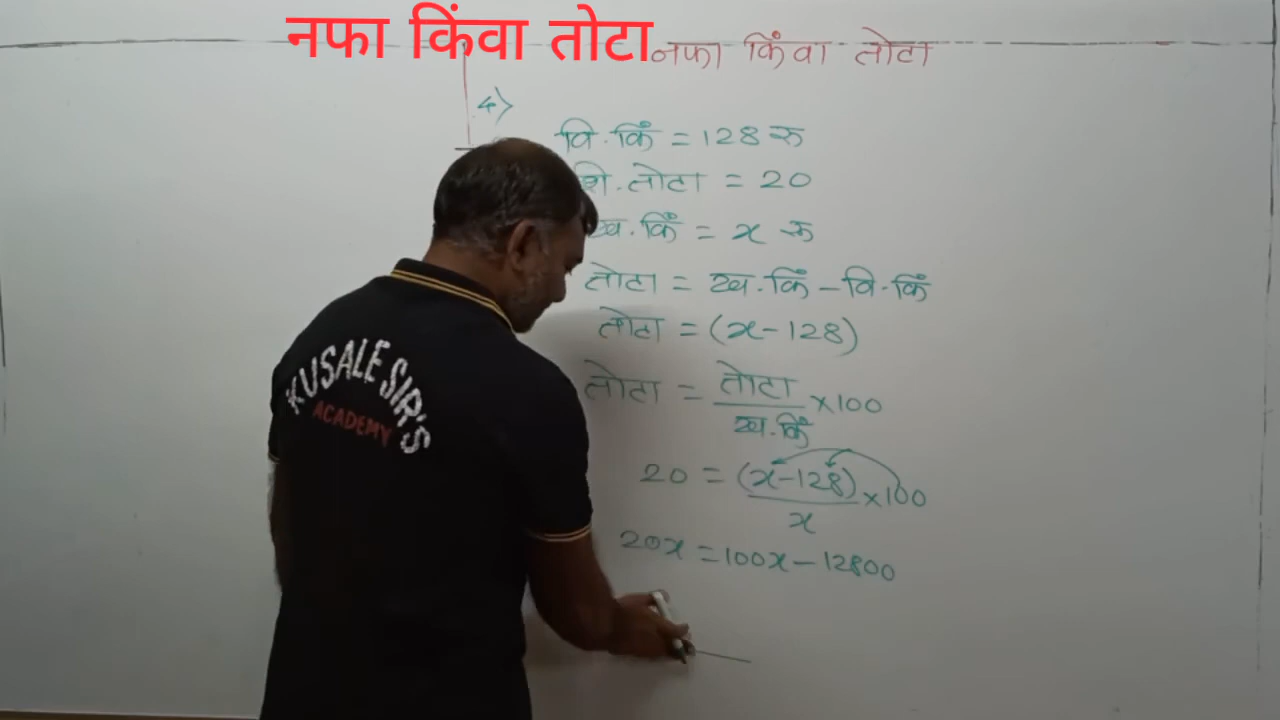 नफा किंवा तोटा
नफा किंवा तोटा
4)
वि.किं = 128 रु
शे.तोटा = 20
ख.किं = x रु
तोटा = ख.किं - वि.किं
तोटा = (x-128)
तोटा = तोटा/ख.किं ×100
20 = (x-128)/x ×100
20x = 100x - 12800
KUSALE SIR'S
ACADEMY